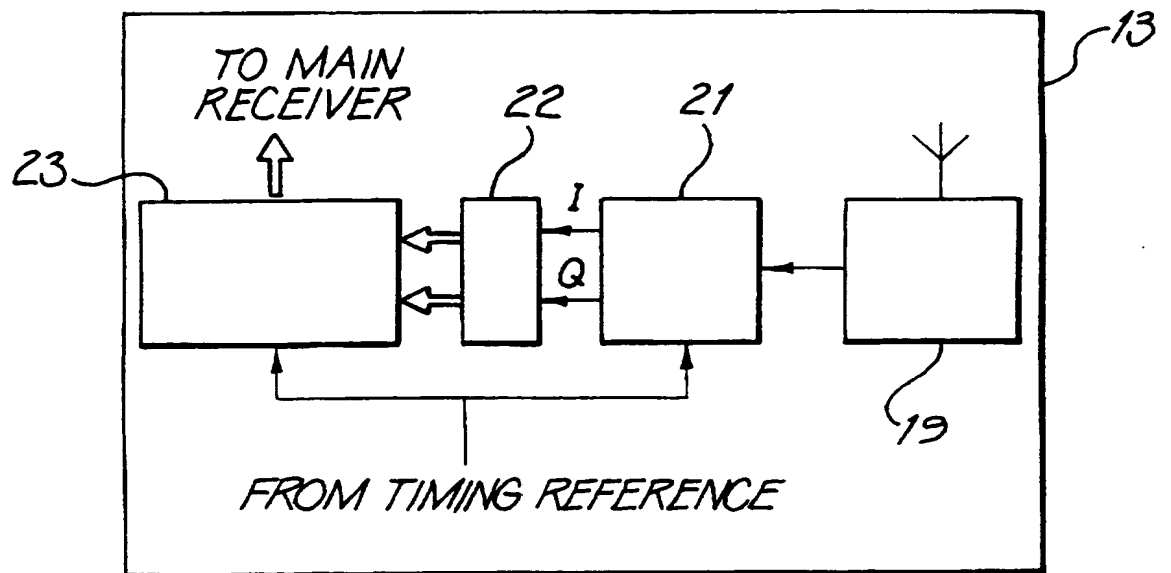 13
TO MAIN
RECEIVER
22
21
23
I
Q
19
FROM TIMING REFERENCE